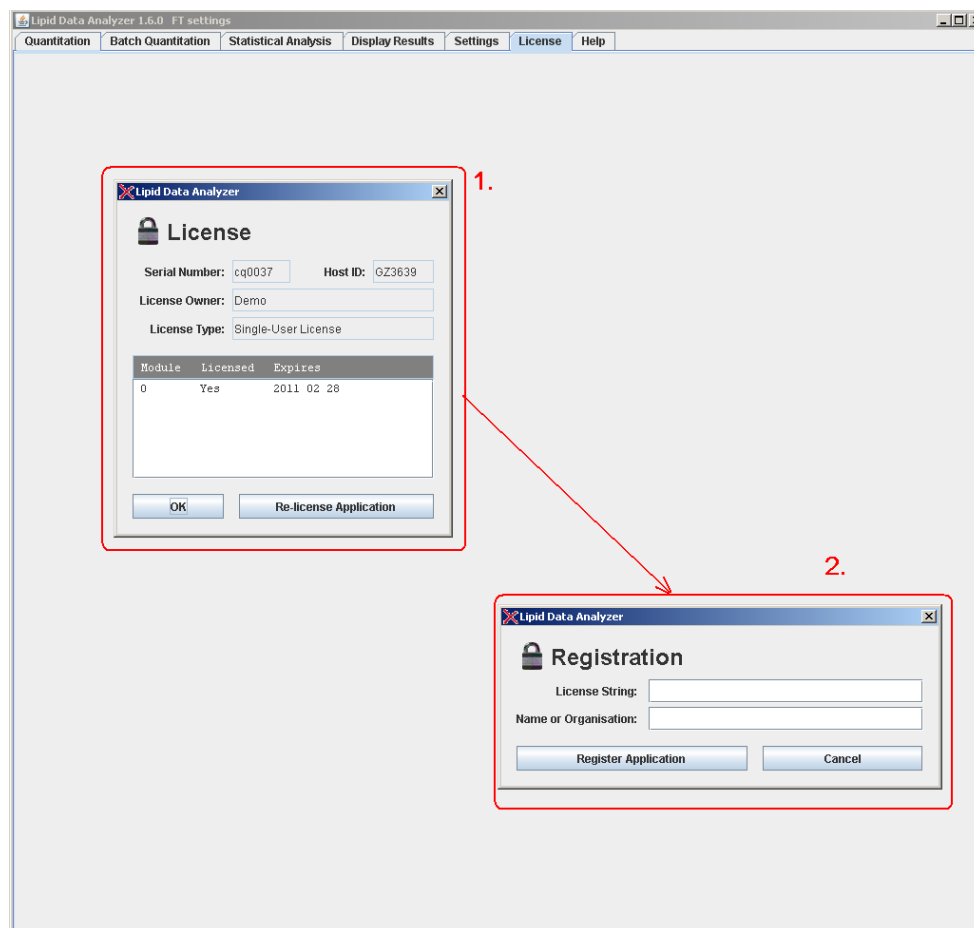 Lipid Data Analyzer 1.6.0 FT settings
Quantitation Batch Quantitation Statistical Analysis Display Results Settings License Help
1.
Lipid Data Analyzer
License
Serial Number: cq0037 Host ID: GZ3639
License Owner: Demo
License Type: Single-User License
Module Licensed Expires
0 Yes 2011 02 28
OK Re-license Application
2.
Lipid Data Analyzer
Registration
License String:
Name or Organisation:
Register Application Cancel